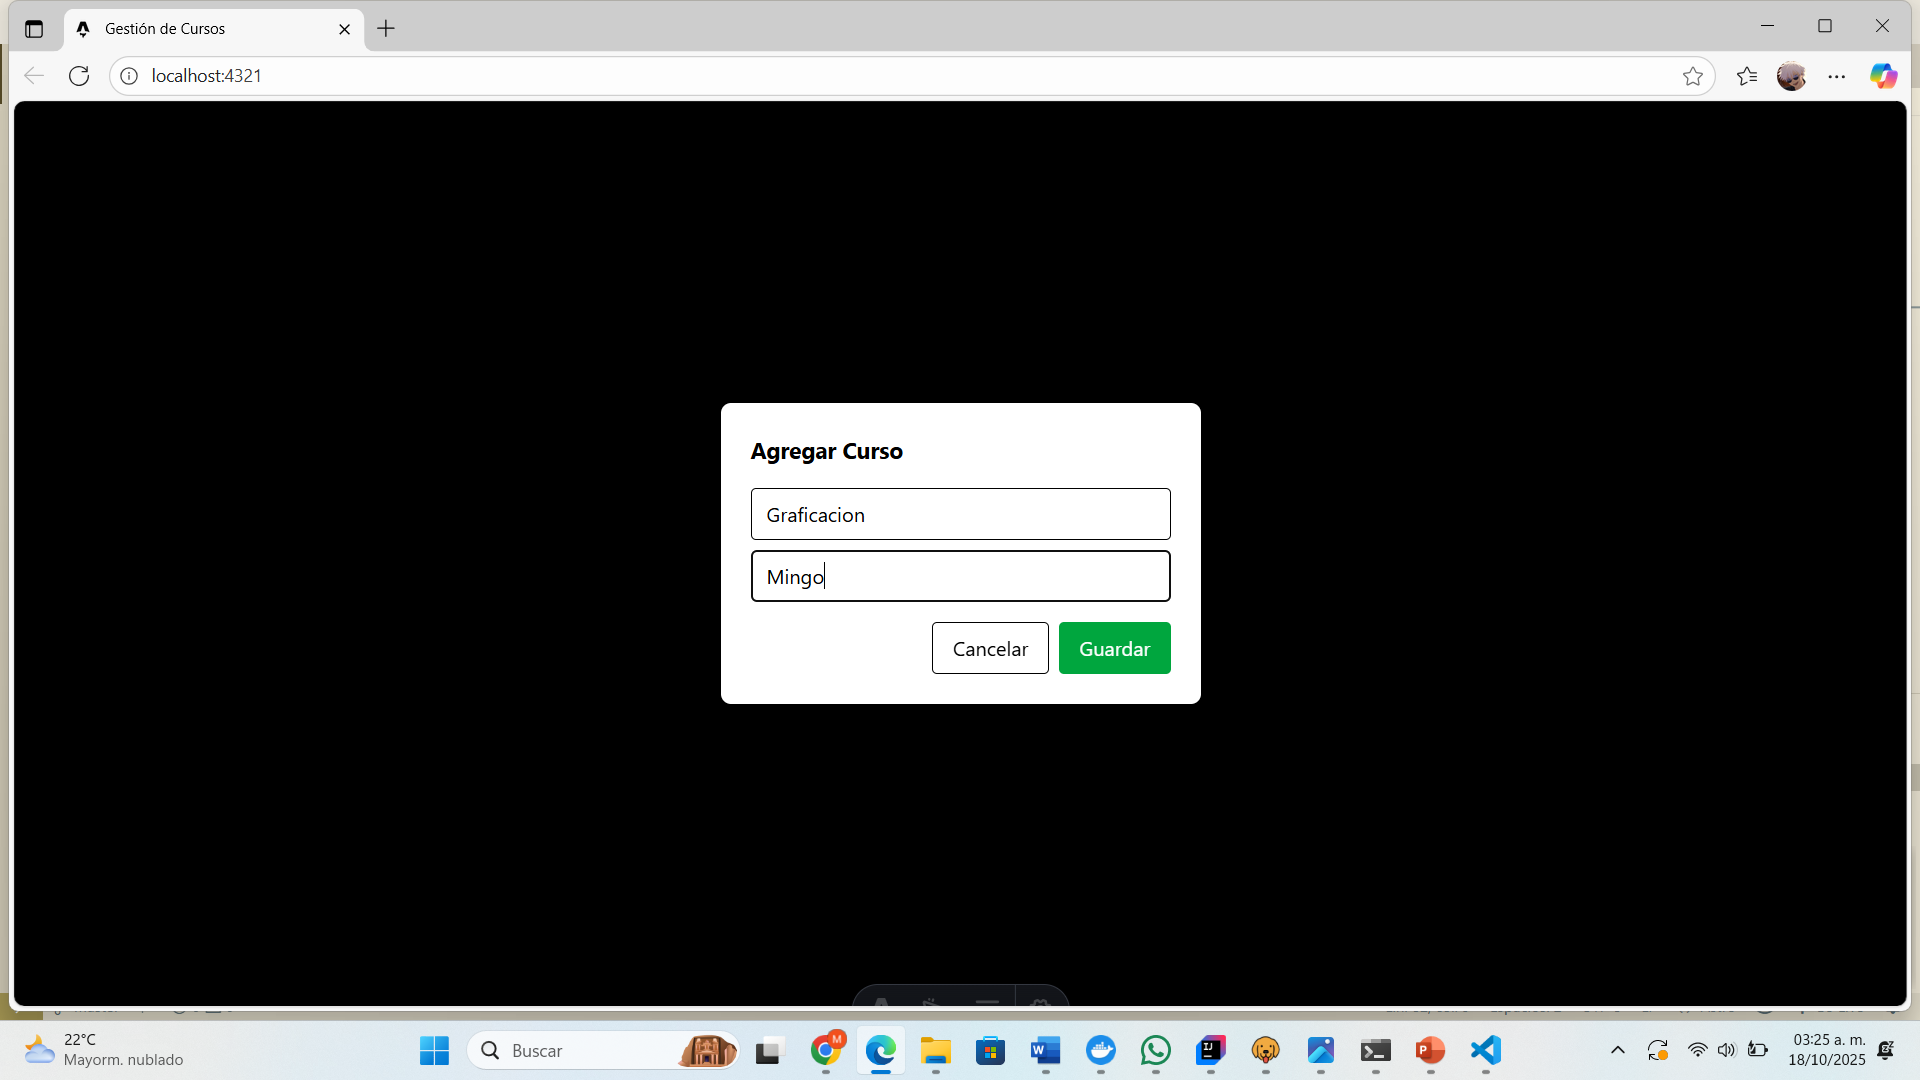 Gestión de Cursos
localhost:4321
Agregar Curso
Graficacion
Mingo
Cancelar
Guardar
22°C
Mayorm. nublado
Buscar
03:25 a. m.
18/10/2025